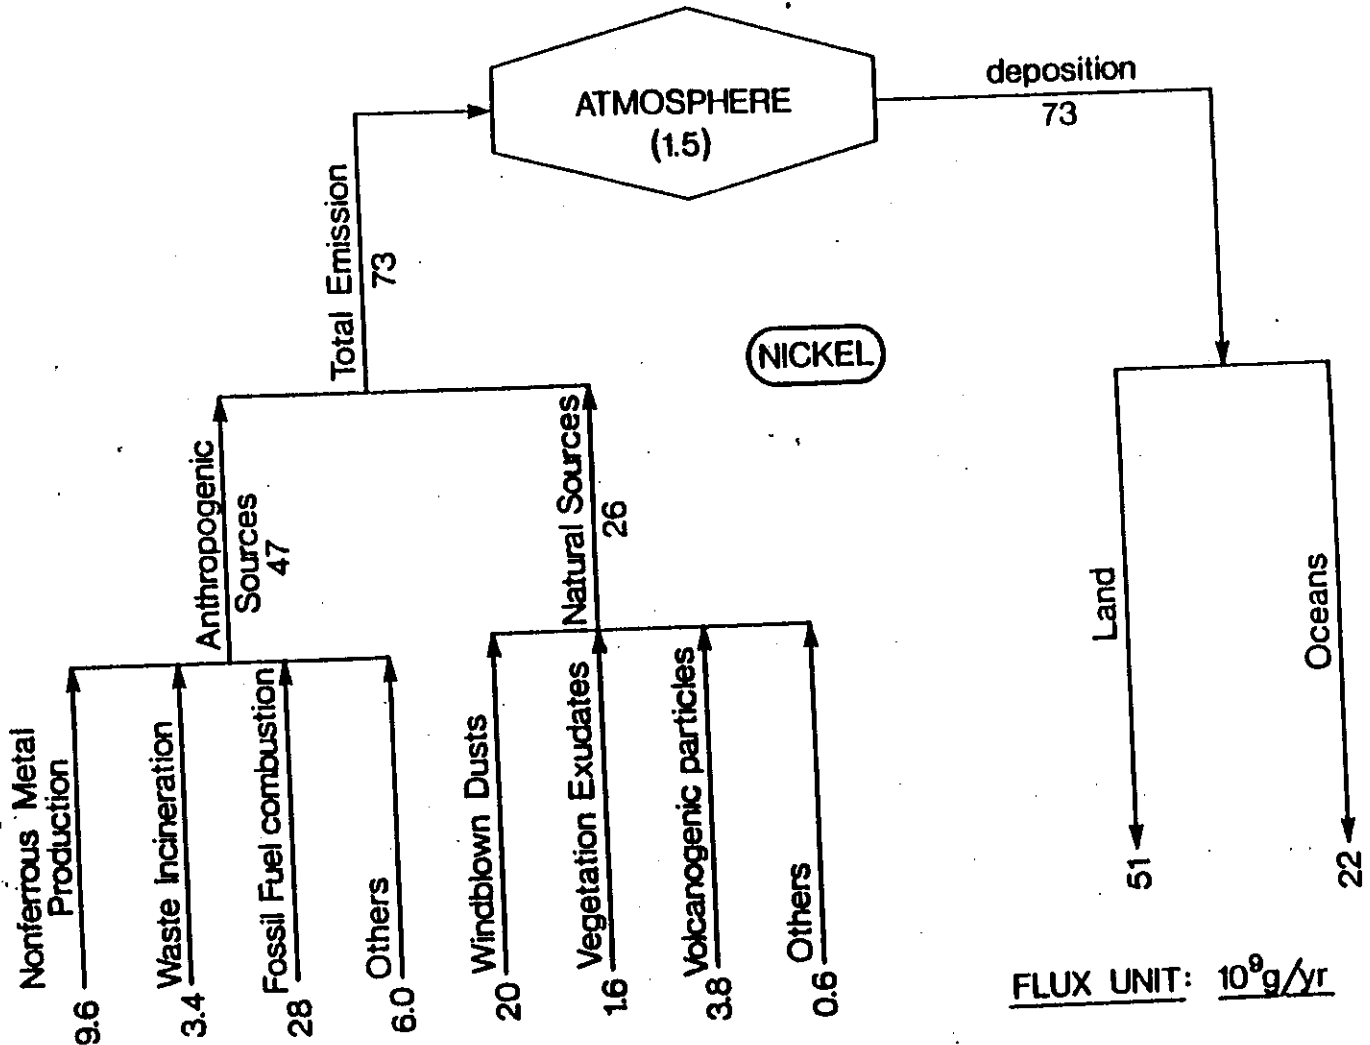 ATMOSPHERE
(1.5)
deposition
73
Total Emission
73
NICKEL
Anthropogenic
Sources
47
Natural Sources
26
Land
Oceans
Nonferrous Metal
Production
9.6
Waste Incineration
3.4
Fossil Fuel combustion
28
Others
6.0
Windblown Dusts
20
Vegetation Exudates
1.6
Volcanogenic particles
3.8
Others
0.6
51
22
FLUX UNIT: 10⁹g/yr